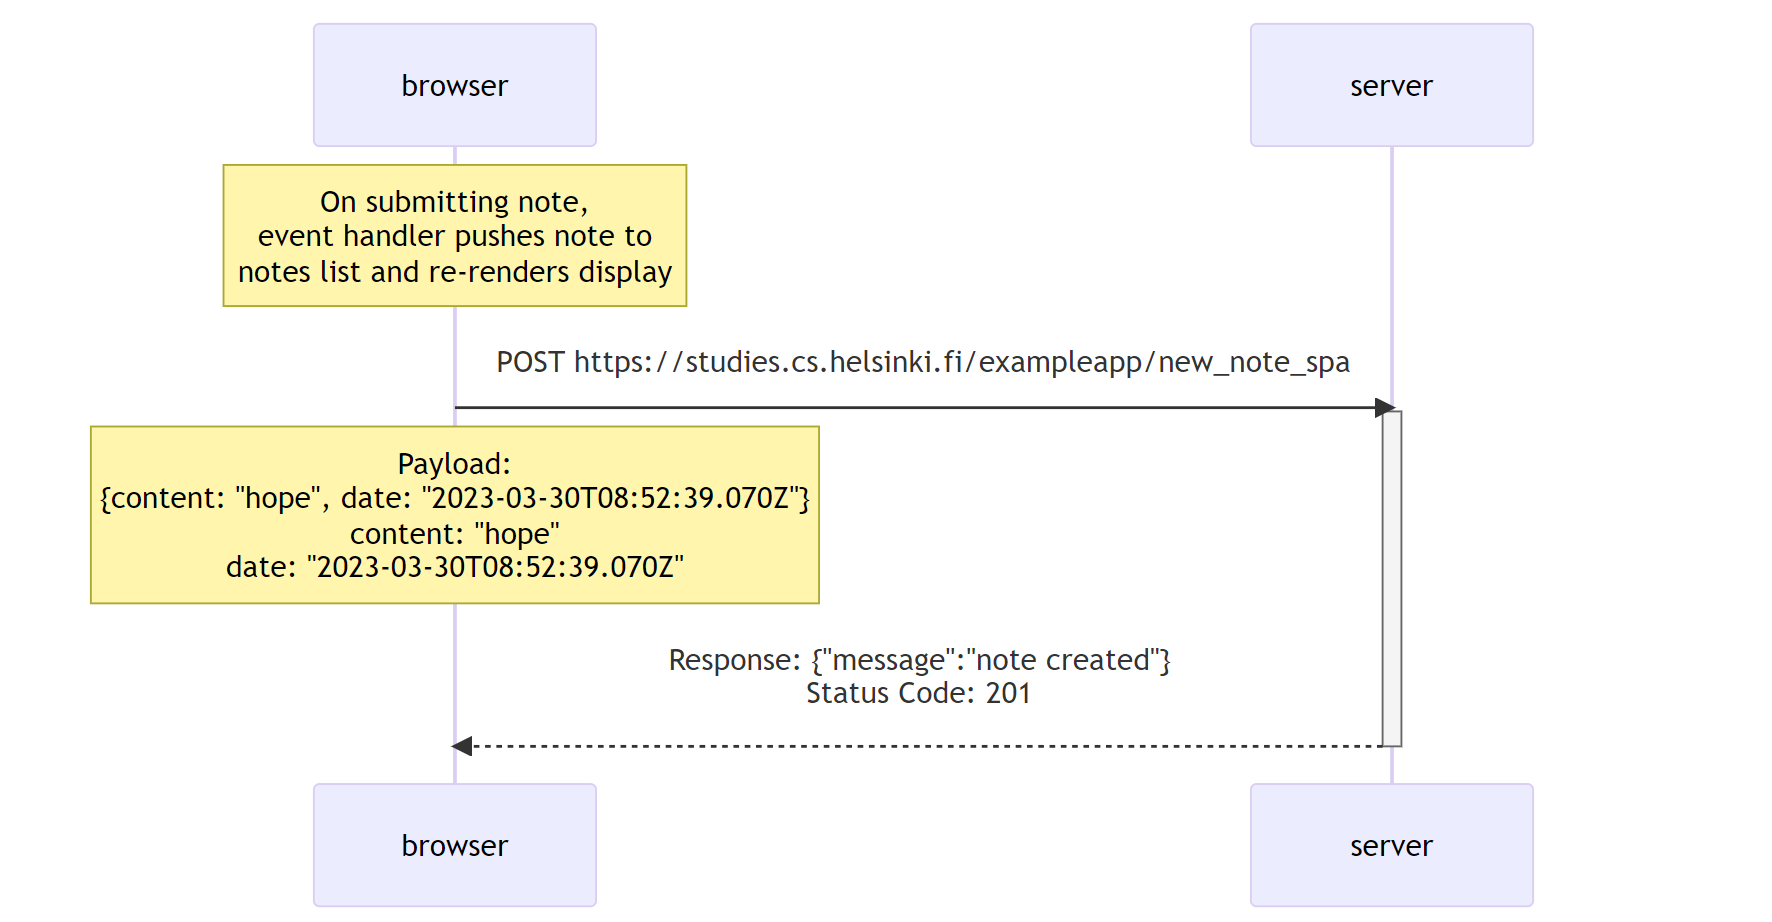 browser
server
On submitting note,
event handler pushes note to
notes list and re-renders display
POST https://studies.cs.helsinki.fi/exampleapp/new_note_spa
Payload:
{content: "hope", date: "2023-03-30T08:52:39.070Z"}
content: "hope"
date: "2023-03-30T08:52:39.070Z"
Response: {"message":"note created"}
Status Code: 201
browser
server